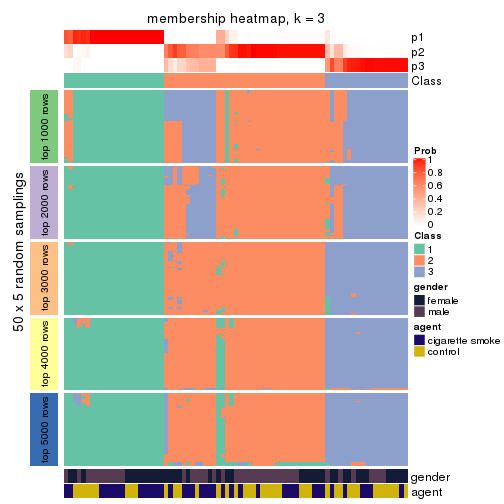 membership heatmap, k = 3
p1
p2
p3
Class
50 x 5 random samplings
top 1000 rows
top 2000 rows
top 3000 rows
top 4000 rows
top 5000 rows
Prob
1
0.8
0.6
0.4
0.2
0
Class
1
2
3
gender
female
male
agent
cigarette smoke
control
gender
agent